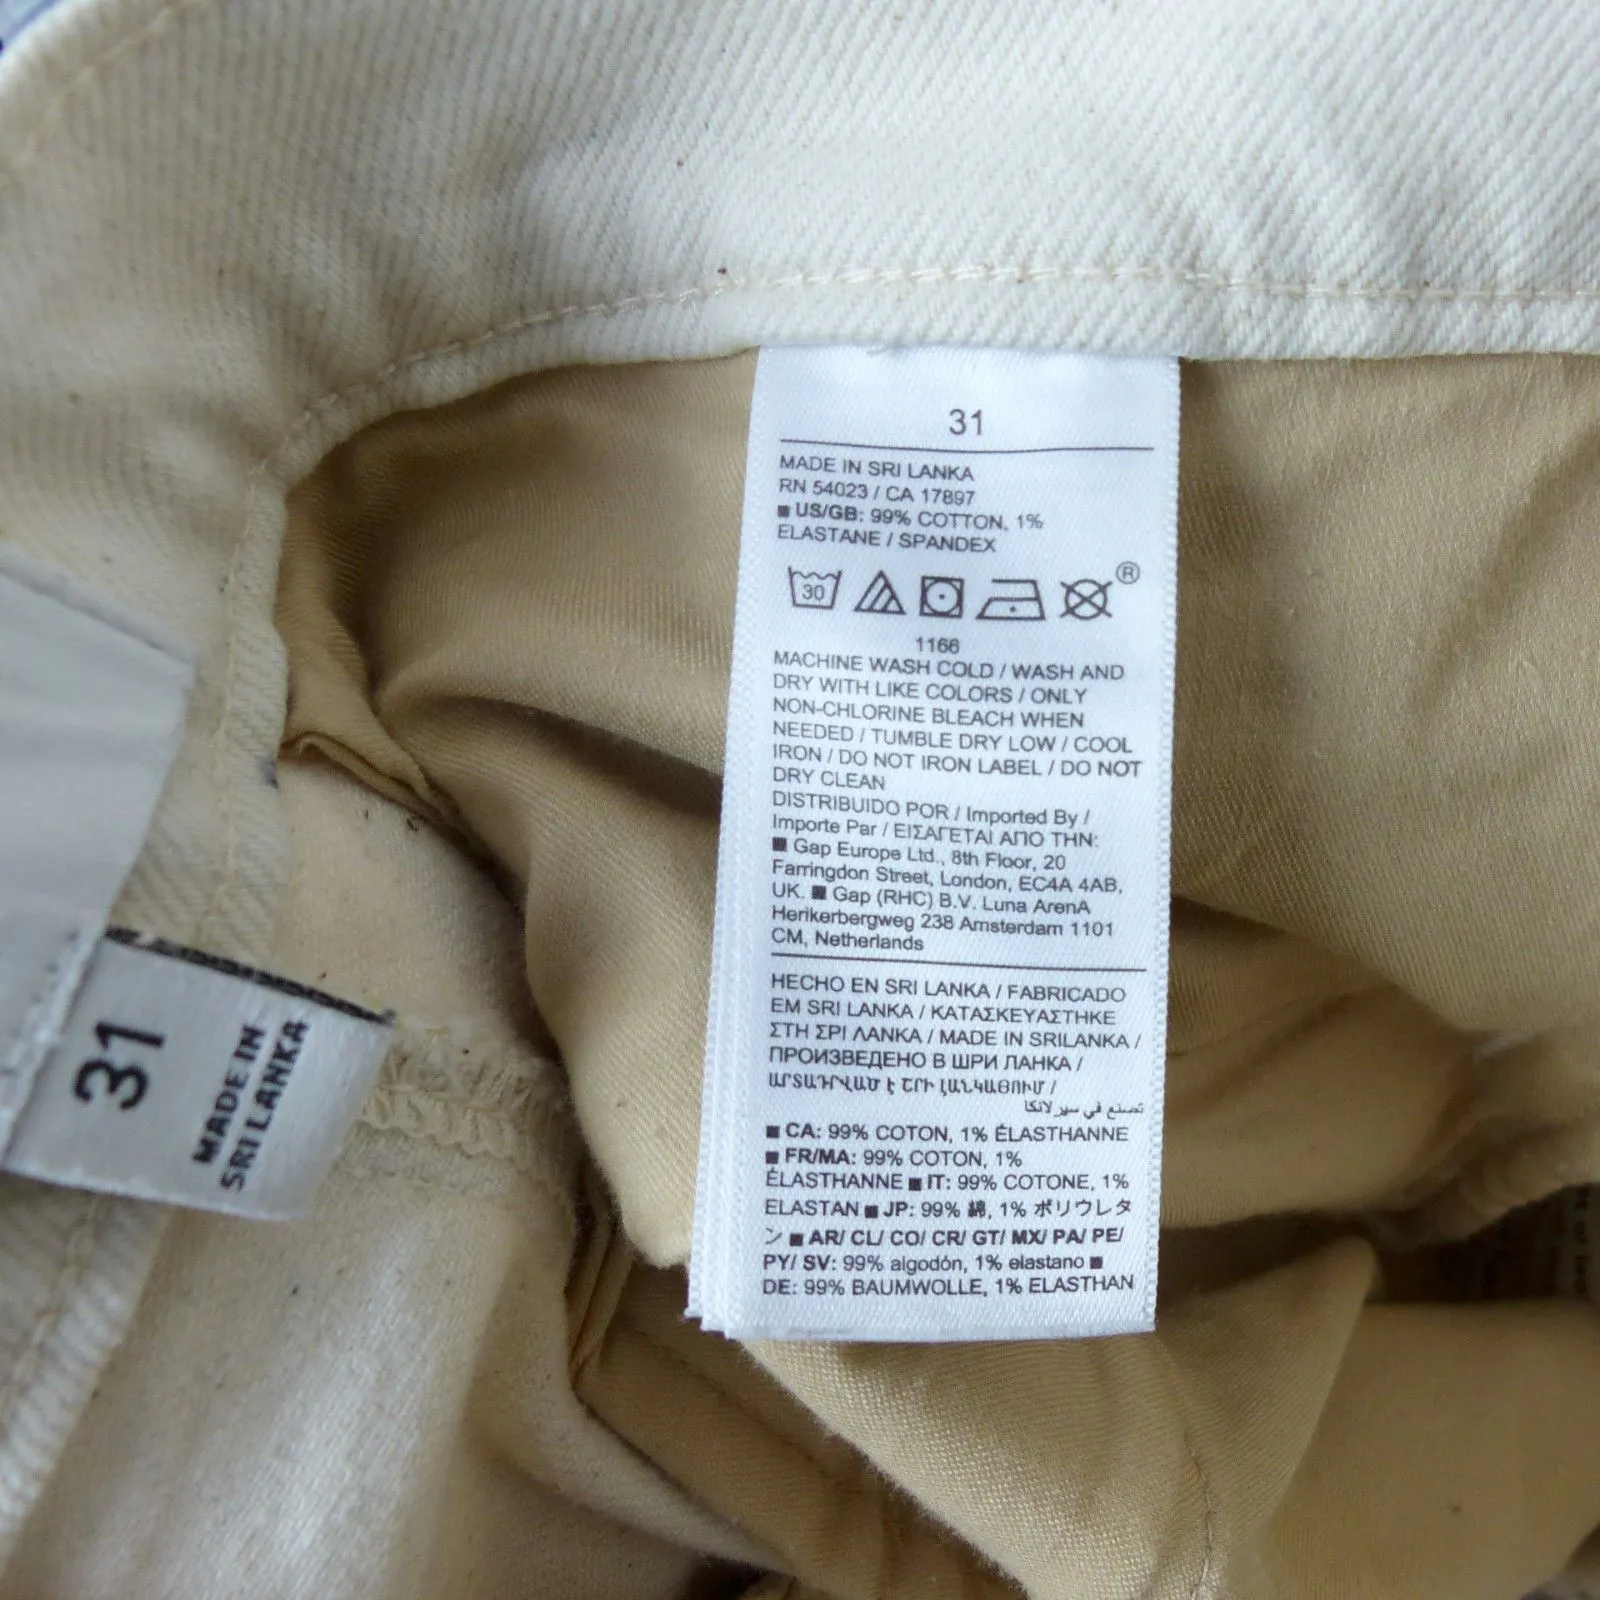 31
MADE IN SRI LANKA
RN 54023 / CA 17897
■ US/GB: 99% COTTON, 1%
ELASTANE / SPANDEX
30
®
1166
MACHINE WASH COLD / WASH AND
DRY WITH LIKE COLORS / ONLY
NON-CHLORINE BLEACH WHEN
NEEDED / TUMBLE DRY LOW / COOL
IRON / DO NOT IRON LABEL / DO NOT
DRY CLEAN
DISTRIBUIDO POR / Imported By /
Importe Par / ΕΙΣΑΓΕΤΑΙ ΑΠΟ ΤΗΝ:
■ Gap Europe Ltd., 8th Floor, 20
Farringdon Street, London, EC4A 4AB,
UK. ■ Gap (RHC) B.V. Luna ArenA
Herikerbergweg 238 Amsterdam 1101
CM, Netherlands
HECHO EN SRI LANKA / FABRICADO
EM SRI LANKA / ΚΑΤΑΣΚΕΥΑΣΤΗΚΕ
ΣΤΗ ΣΡΙ ΛΑΝΚΑ / MADE IN SRILANKA /
ПРОИЗВЕДЕНО В ШРИ ЛАНКА /
ԱՐՏԱԴՐՎԱԾ Է ՇՐԻ ԼԱՆԿԱՅՈՒՄ /
تصنع في سير لانكا
■ CA: 99% COTON, 1% ÉLASTHANNE
■ FR/MA: 99% COTON, 1%
ÉLASTHANNE ■ IT: 99% COTONE, 1%
ELASTAN ■ JP: 99% 綿, 1% ポリウレタ
ン ■ AR/ CL/ CO/ CR/ GT/ MX/ PA/ PE/
PY/ SV: 99% algodón, 1% elastano ■
DE: 99% BAUMWOLLE, 1% ELASTHAN
31
MADE IN
SRI LANKA